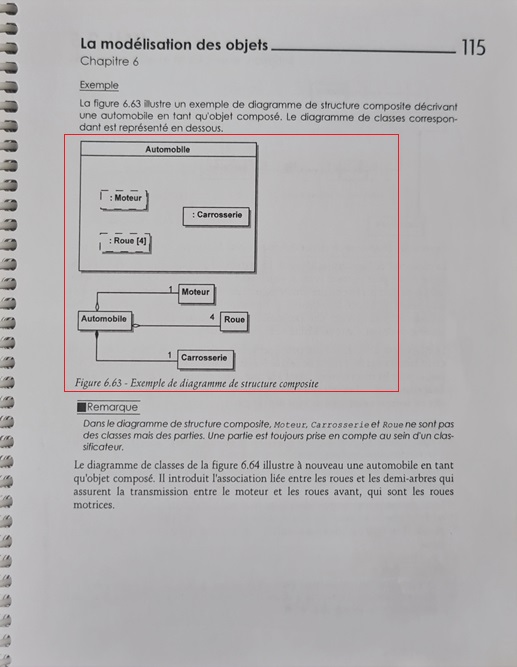 La modélisation des objets 115
Chapitre 6
Exemple
La figure 6.63 illustre un exemple de diagramme de structure composite décrivant
une automobile en tant qu'objet composé. Le diagramme de classes correspon-
dant est représenté en dessous.
Automobile
: Moteur
: Carrosserie
: Roue [4]
1 Moteur
Automobile 4 Roue
1 Carrosserie
Figure 6.63 - Exemple de diagramme de structure composite
Remarque
Dans le diagramme de structure composite, Moteur, Carrosserie et Roue ne sont pas
des classes mais des parties. Une partie est toujours prise en compte au sein d'un clas-
sificateur.
Le diagramme de classes de la figure 6.64 illustre à nouveau une automobile en tant
qu'objet composé. Il introduit l'association liée entre les roues et les demi-arbres qui
assurent la transmission entre le moteur et les roues avant, qui sont les roues
motrices.